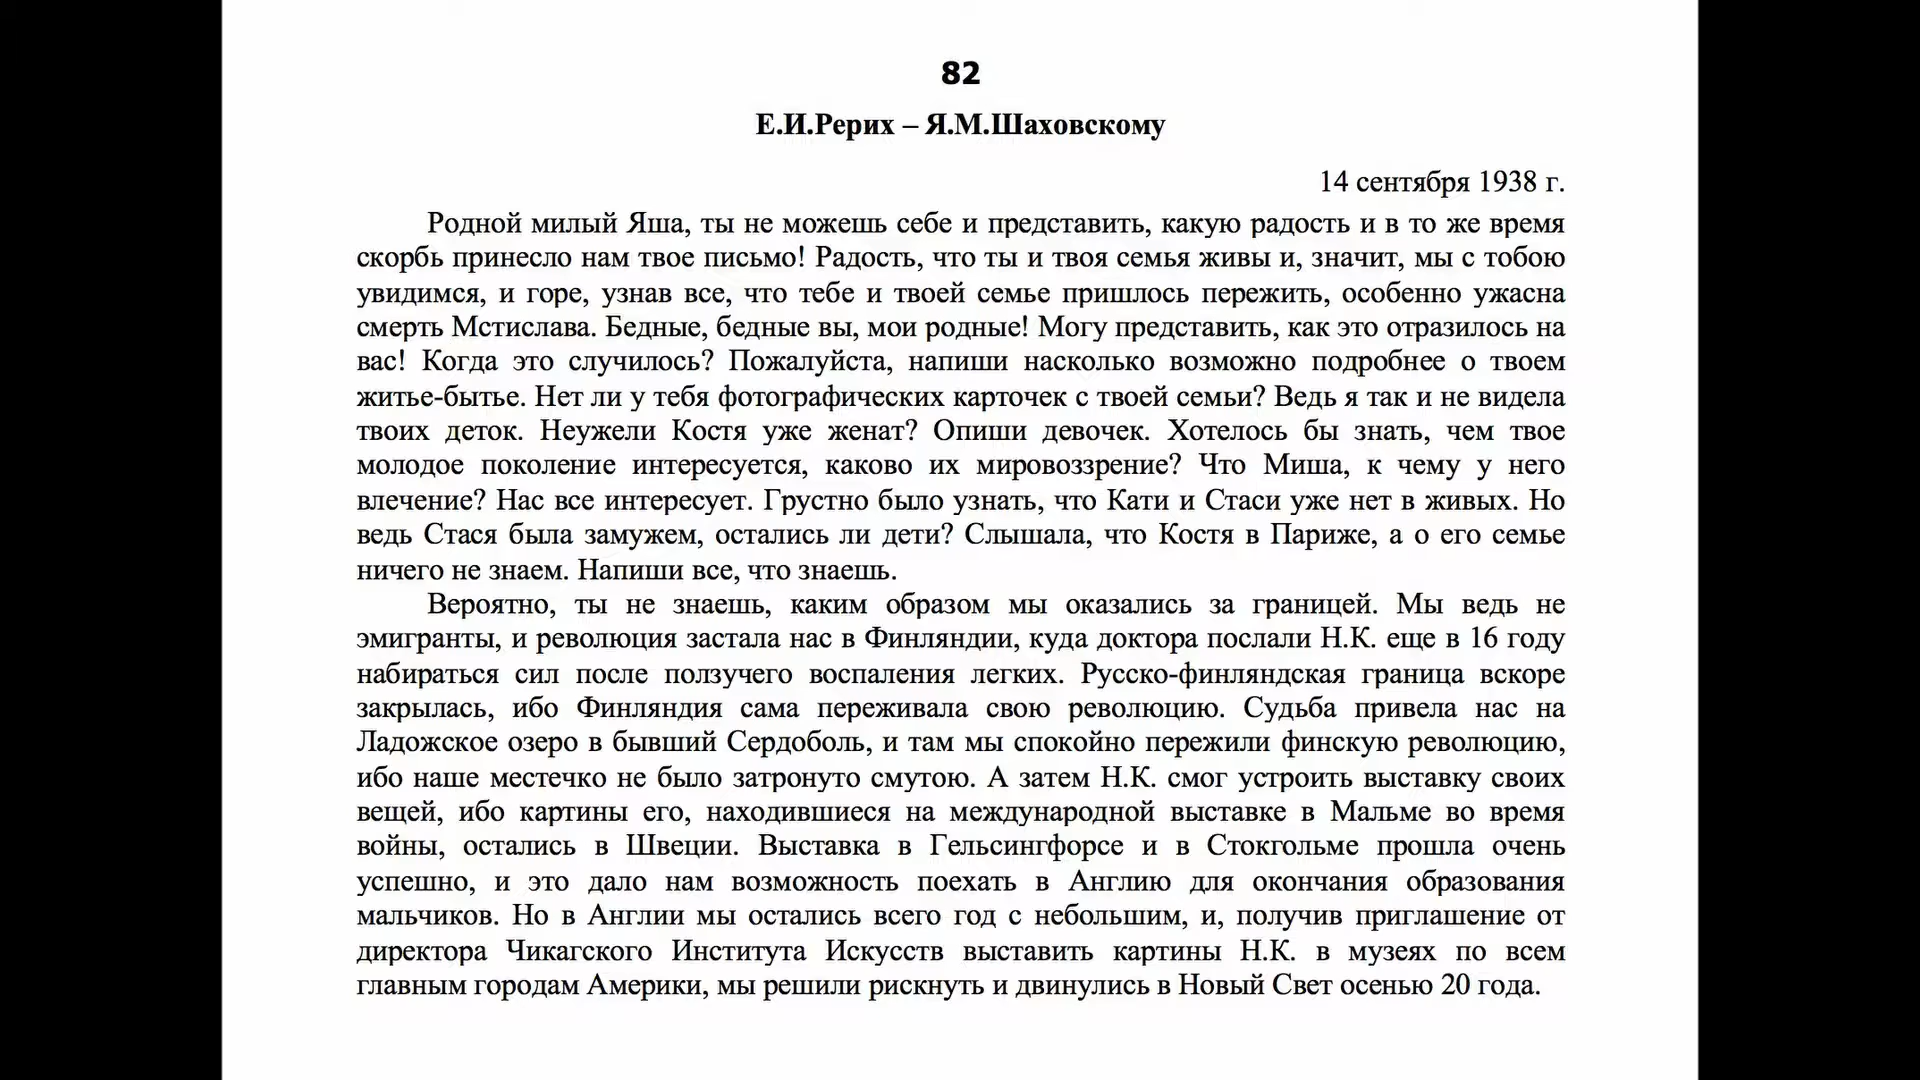 82
Е.И.Рерих – Я.М.Шаховскому
14 сентября 1938 г.
Родной милый Яша, ты не можешь себе и представить, какую радость и в то же время
скорбь принесло нам твое письмо! Радость, что ты и твоя семья живы и, значит, мы с тобою
увидимся, и горе, узнав все, что тебе и твоей семье пришлось пережить, особенно ужасна
смерть Мстислава. Бедные, бедные вы, мои родные! Могу представить, как это отразилось на
вас! Когда это случилось? Пожалуйста, напиши насколько возможно подробнее о твоем
житье-бытье. Нет ли у тебя фотографических карточек с твоей семьи? Ведь я так и не видела
твоих деток. Неужели Костя уже женат? Опиши девочек. Хотелось бы знать, чем твое
молодое поколение интересуется, каково их мировоззрение? Что Миша, к чему у него
влечение? Нас все интересует. Грустно было узнать, что Кати и Стаси уже нет в живых. Но
ведь Стася была замужем, остались ли дети? Слышала, что Костя в Париже, а о его семье
ничего не знаем. Напиши все, что знаешь.
Вероятно, ты не знаешь, каким образом мы оказались за границей. Мы ведь не
эмигранты, и революция застала нас в Финляндии, куда доктора послали Н.К. еще в 16 году
набираться сил после ползучего воспаления легких. Русско-финляндская граница вскоре
закрылась, ибо Финляндия сама переживала свою революцию. Судьба привела нас на
Ладожское озеро в бывший Сердоболь, и там мы спокойно пережили финскую революцию,
ибо наше местечко не было затронуто смутою. А затем Н.К. смог устроить выставку своих
вещей, ибо картины его, находившиеся на международной выставке в Мальме во время
войны, остались в Швеции. Выставка в Гельсингфорсе и в Стокгольме прошла очень
успешно, и это дало нам возможность поехать в Англию для окончания образования
мальчиков. Но в Англии мы остались всего год с небольшим, и, получив приглашение от
директора Чикагского Института Искусств выставить картины Н.К. в музеях по всем
главным городам Америки, мы решили рискнуть и двинулись в Новый Свет осенью 20 года.